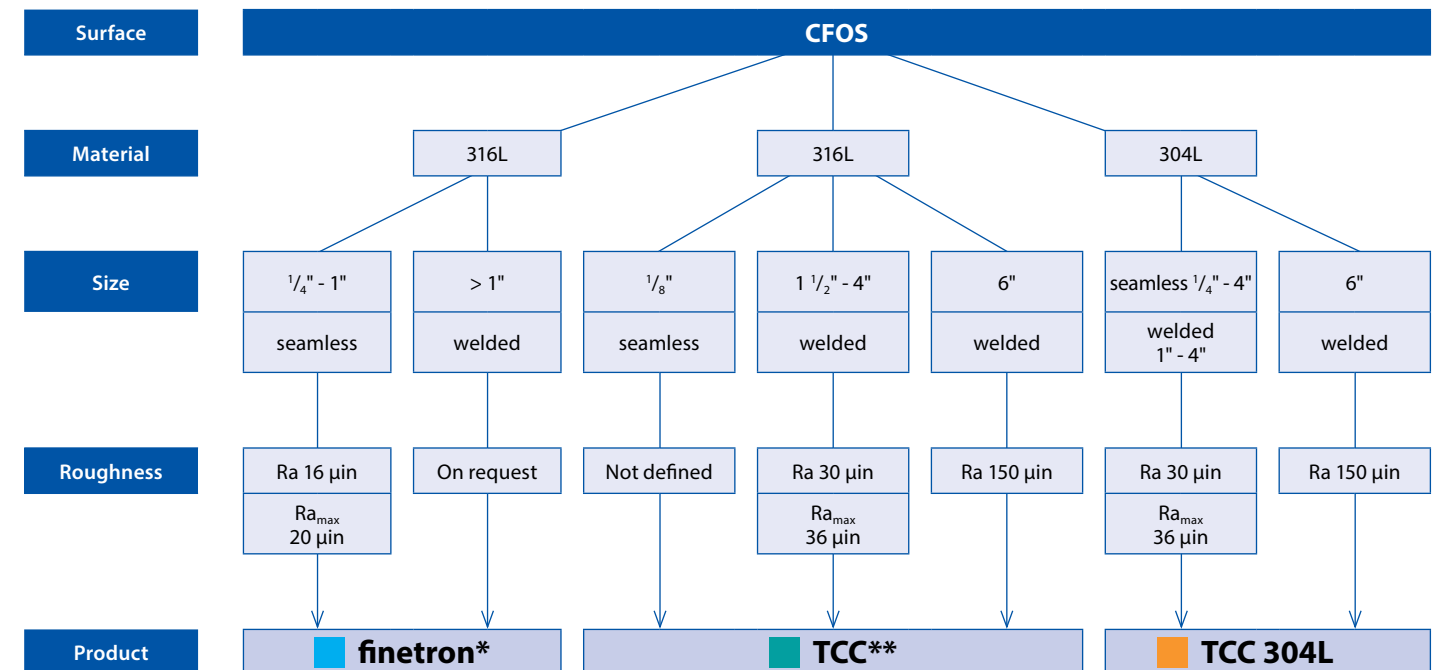 Surface
CFOS
Material
316L
316L
304L
Size
1/4" - 1"
> 1"
1/8"
1 1/2" - 4"
6"
seamless 1/4" - 4"
6"
seamless
welded
seamless
welded
welded
welded
1" - 4"
welded
Roughness
Ra 16 µin
On request
Not defined
Ra 30 µin
Ra 150 µin
Ra 30 µin
Ra 150 µin
Ramax
20 µin
Ramax
36 µin
Ramax
36 µin
Product
finetron*
TCC**
TCC 304L